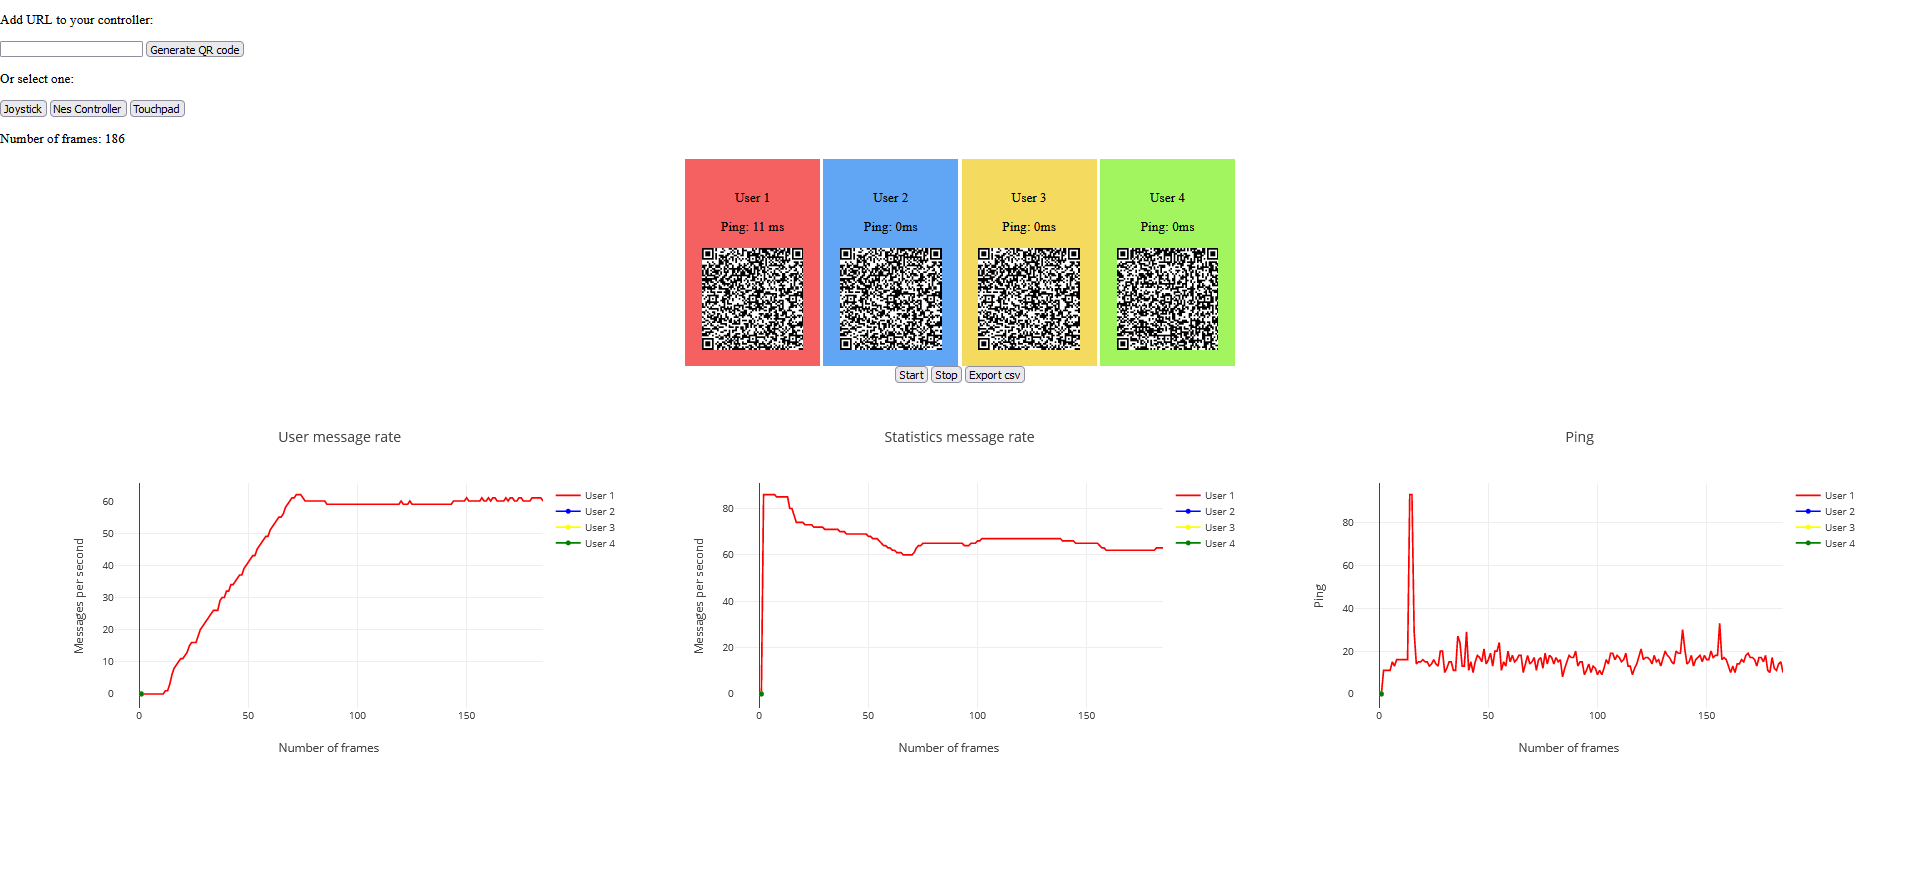 Add URL to your controller:
Generate QR code
Or select one:
Joystick Nes Controller Touchpad
Number of frames: 186
User 1 User 2 User 3 User 4
Ping: 11 ms Ping: 0ms Ping: 0ms Ping: 0ms
Start Stop Export csv
User message rate
Messages per second
60
50
40
30
20
10
0
0 50 100 150
Number of frames
User 1
User 2
User 3
User 4
Statistics message rate
Messages per second
80
60
40
20
0
0 50 100 150
Number of frames
User 1
User 2
User 3
User 4
Ping
Ping
80
60
40
20
0
0 50 100 150
Number of frames
User 1
User 2
User 3
User 4